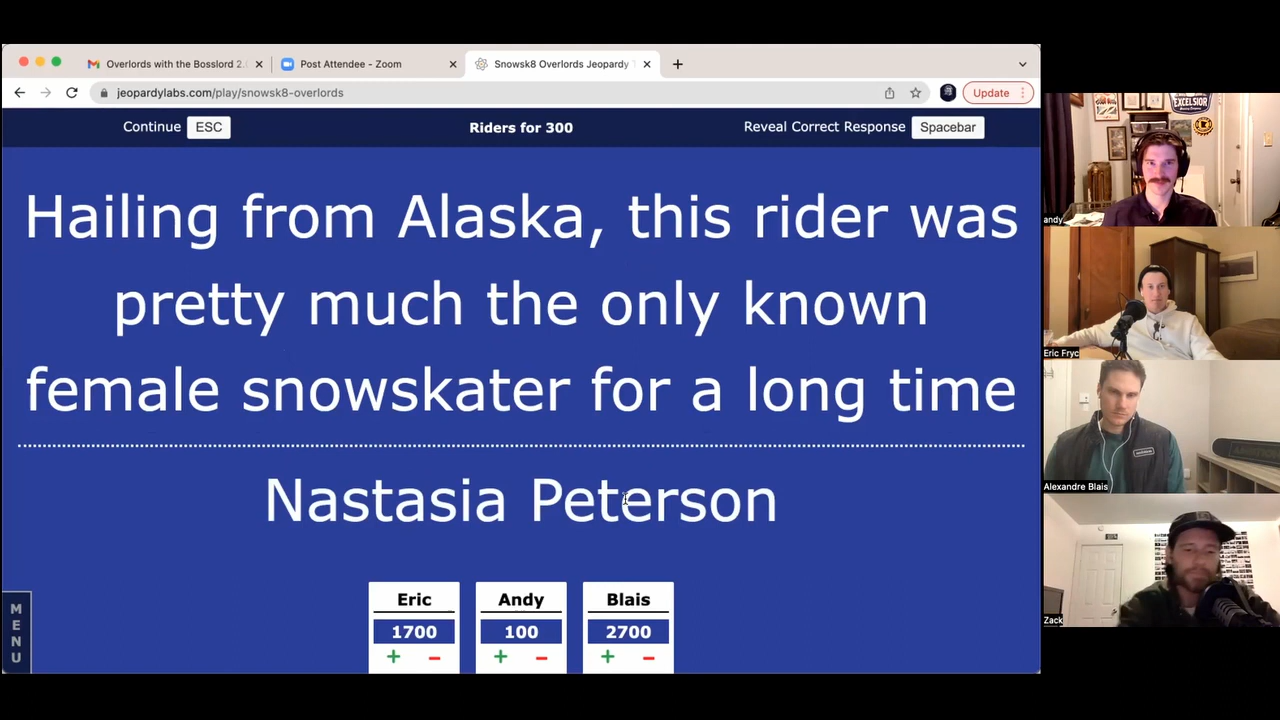 Overlords with the Bosslord 2.
Post Attendee - Zoom
Snowsk8 Overlords Jeopardy
jeopardylabs.com/play/snowsk8-overlords
Update
Continue ESC
Riders for 300
Reveal Correct Response Spacebar
Hailing from Alaska, this rider was
pretty much the only known
female snowskater for a long time
Nastasia Peterson
MENU
Eric
1700
+ −
Andy
100
+ −
Blais
2700
+ −
EXCELSIOR
andy
Eric Fryc
Alexandre Blais
Zack